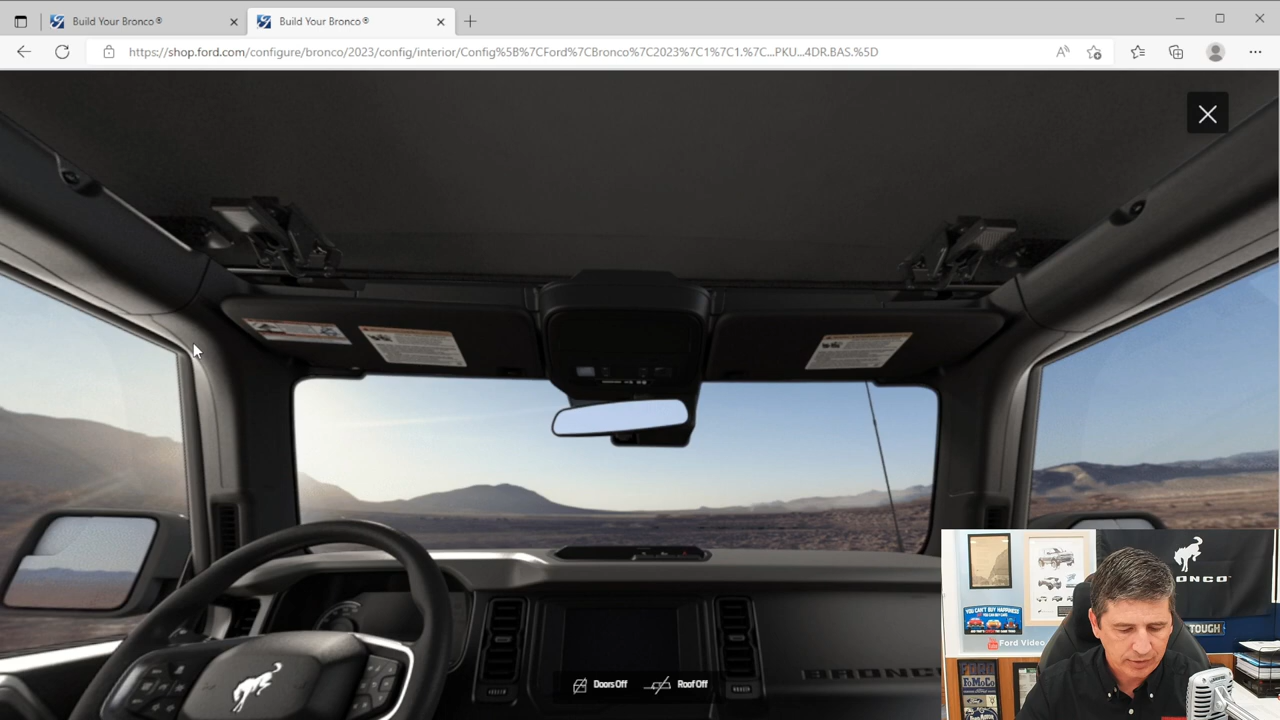 Build Your Bronco®
Build Your Bronco®
https://shop.ford.com/configure/bronco/2023/config/interior/Config%5B%7CFord%7CBronco%7C2023%7C1%7C1.%7C...PKU...4DR.BAS.%5D
BRONCO
Doors Off
Roof Off
BRONCO
YOU CAN'T BUY HAPPINESS
TOUGH
Ford Video
FoMoCo